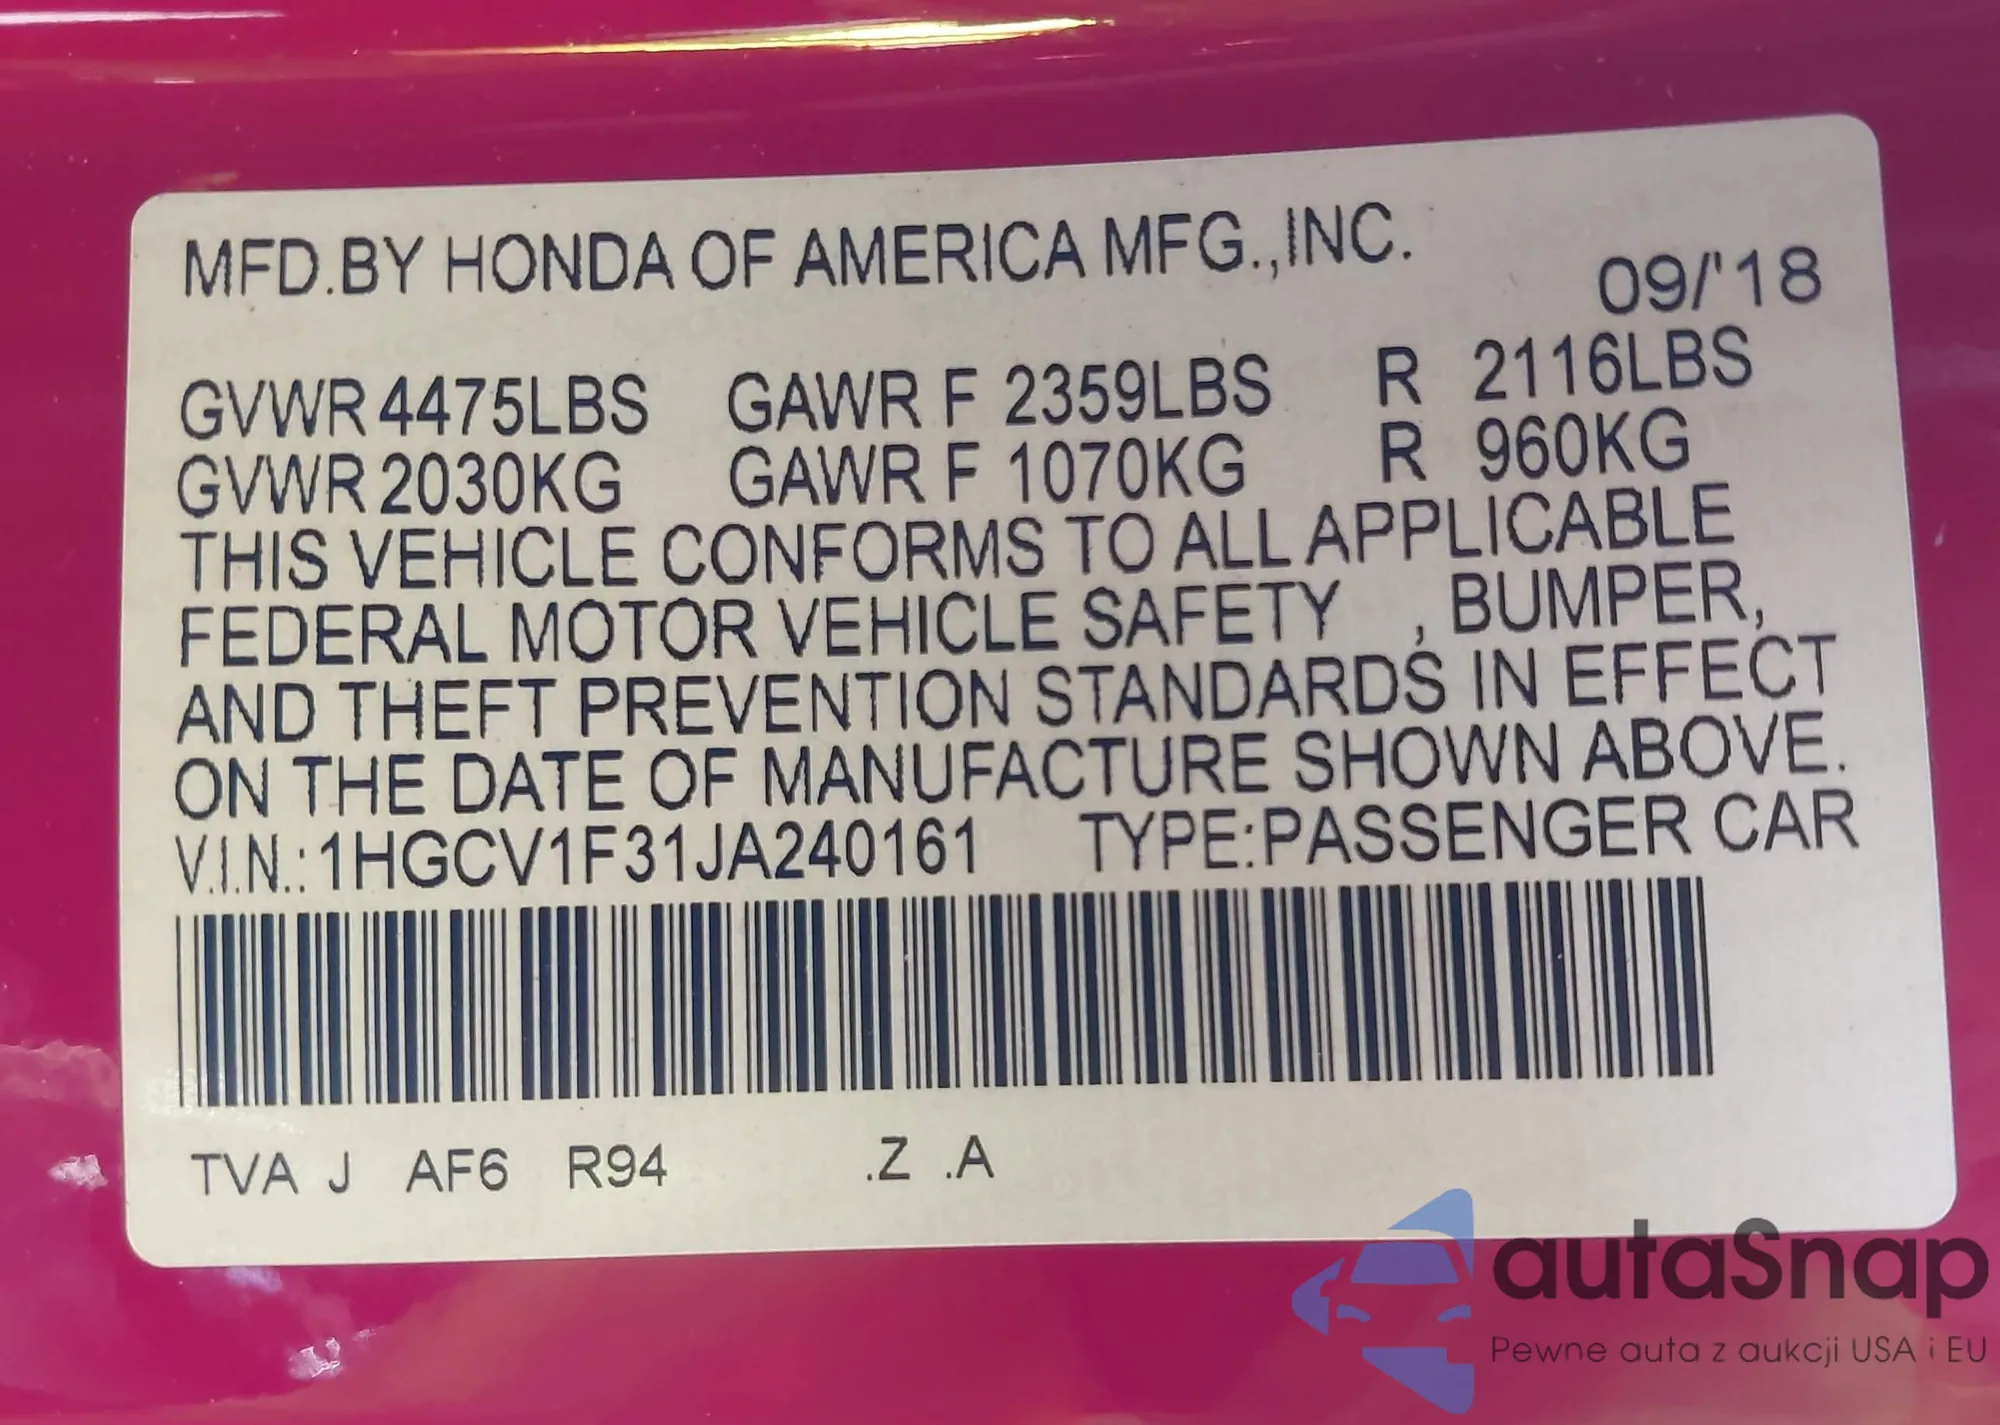 MFD.BY HONDA OF AMERICA MFG.,INC.
09/'18
GVWR 4475LBS GAWR F 2359LBS R 2116LBS
GVWR 2030KG GAWR F 1070KG R 960KG
THIS VEHICLE CONFORMS TO ALL APPLICABLE
FEDERAL MOTOR VEHICLE SAFETY , BUMPER,
AND THEFT PREVENTION STANDARDS IN EFFECT
ON THE DATE OF MANUFACTURE SHOWN ABOVE.
V.I.N.:1HGCV1F31JA240161 TYPE:PASSENGER CAR
TVA J AF6 R94 .Z .A
autaSnap
Pewne auta z aukcji USA i EU